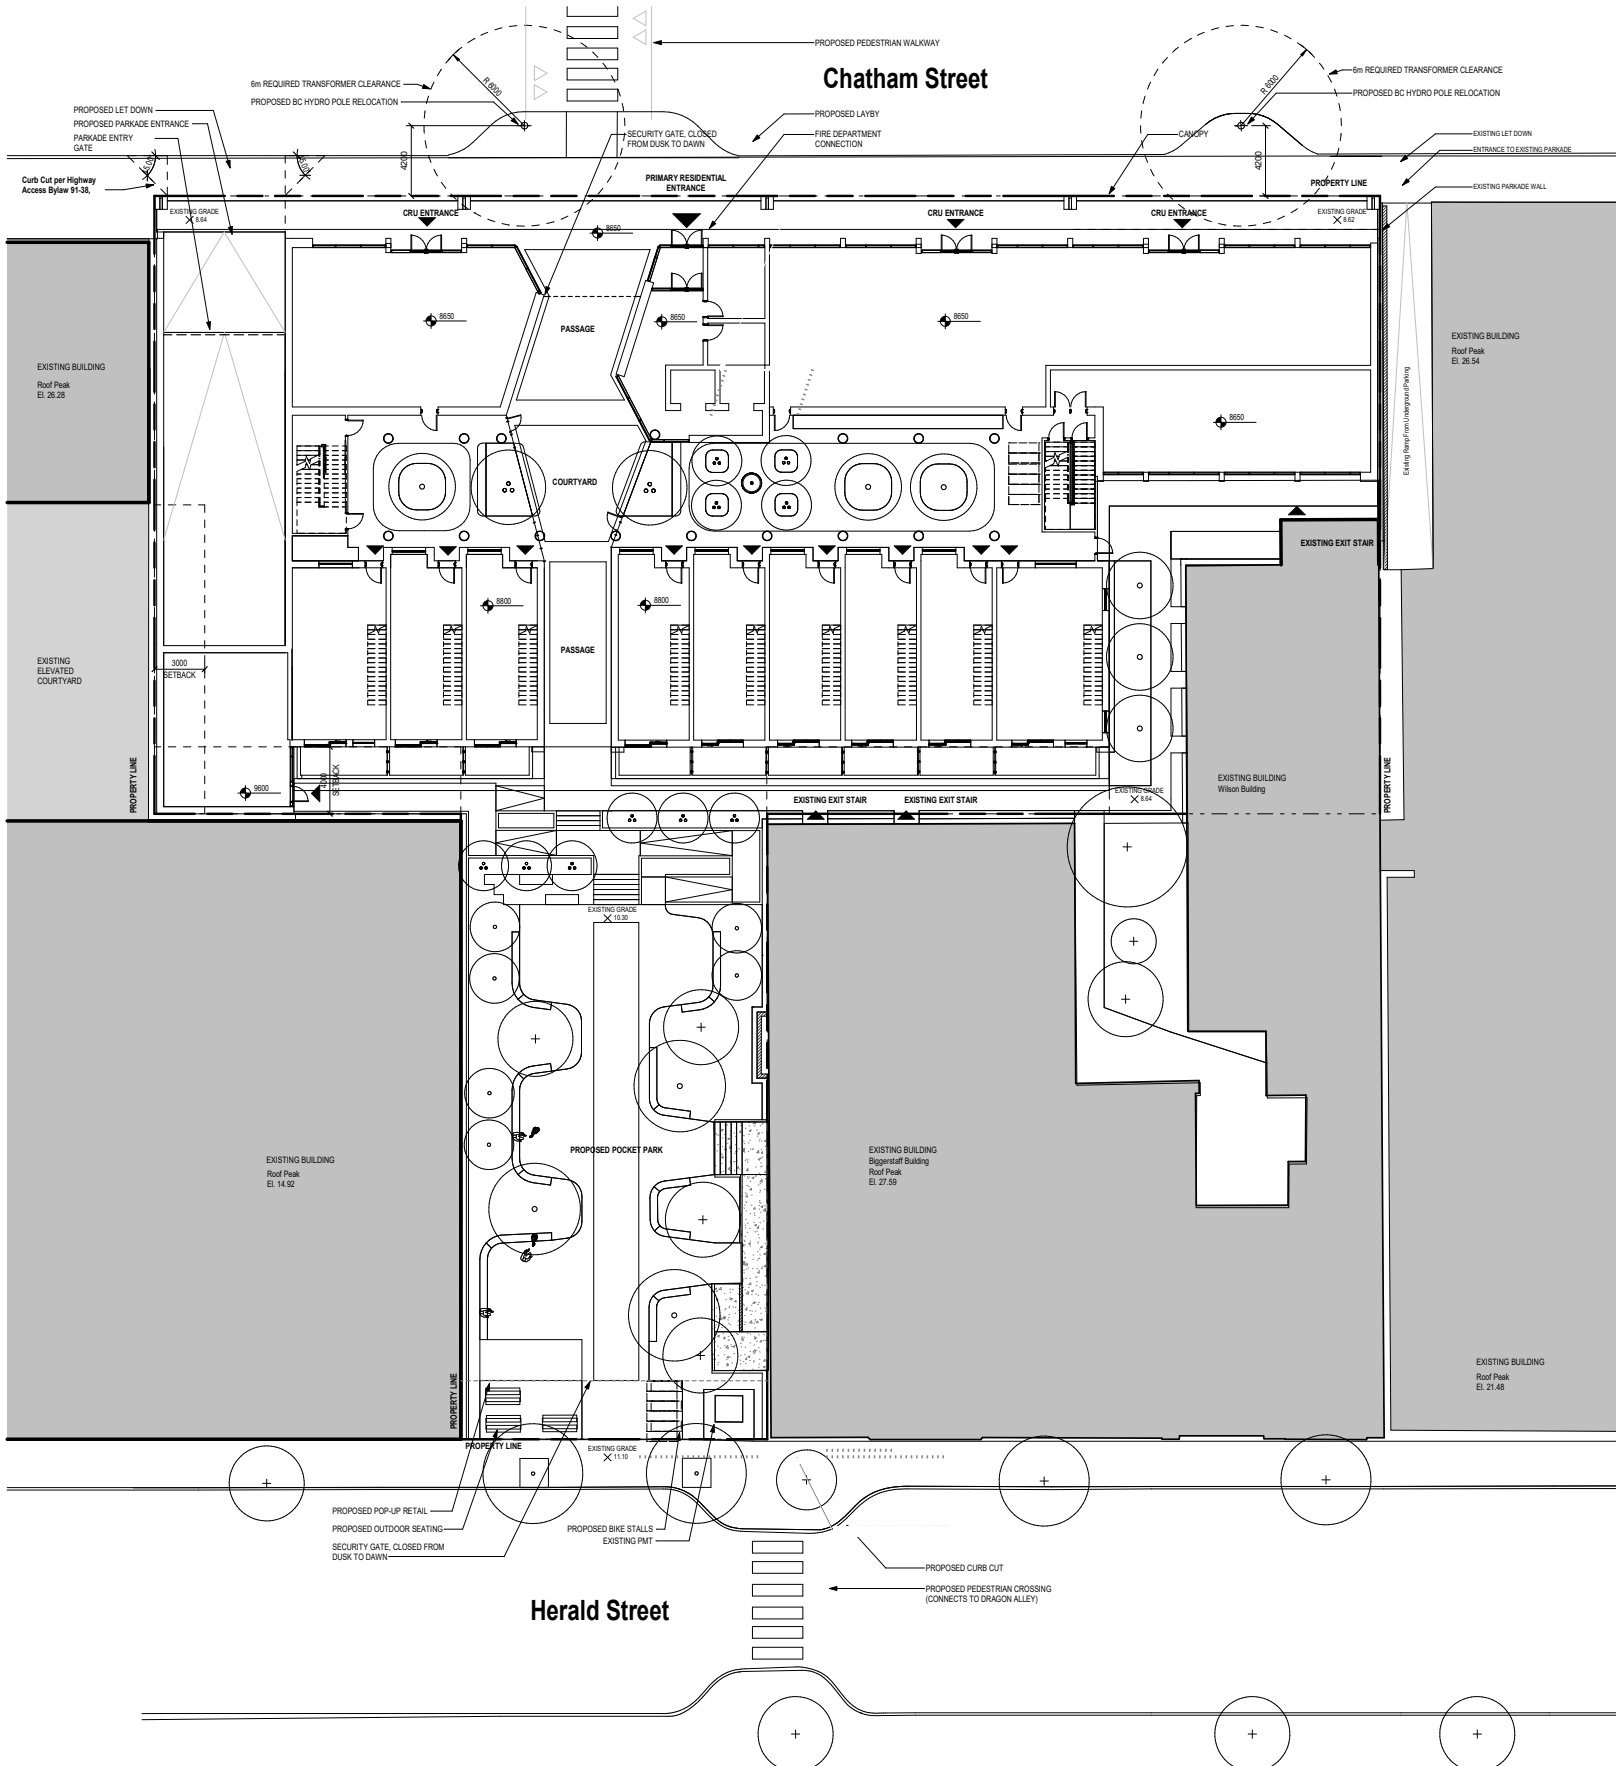 PROPOSED PEDESTRIAN WALKWAY
Chatham Street
6m REQUIRED TRANSFORMER CLEARANCE
PROPOSED BC HYDRO POLE RELOCATION
R 6000
R 6000
6m REQUIRED TRANSFORMER CLEARANCE
PROPOSED BC HYDRO POLE RELOCATION
PROPOSED LET DOWN
PROPOSED PARKADE ENTRANCE
PARKADE ENTRY
GATE
PROPOSED LAYBY
SECURITY GATE, CLOSED
FROM DUSK TO DAWN
FIRE DEPARTMENT
CONNECTION
CANOPY
EXISTING LET DOWN
ENTRANCE TO EXISTING PARKADE
4200
4200
Curb Cut per Highway
Access Bylaw 91-38,
PRIMARY RESIDENTIAL
ENTRANCE
PROPERTY LINE
EXISTING PARKADE WALL
EXISTING GRADE
8.64
CRU ENTRANCE
CRU ENTRANCE
CRU ENTRANCE
EXISTING GRADE
8.62
8650
8650
PASSAGE
8650
8650
EXISTING BUILDING
Roof Peak
El. 26.28
EXISTING BUILDING
Roof Peak
El. 26.54
Existing Ramp From Underground Parking
8650
COURTYARD
EXISTING EXIT STAIR
8800
8800
PASSAGE
EXISTING
ELEVATED
COURTYARD
3000
SETBACK
PROPERTY LINE
9600
4000
SETBACK
EXISTING EXIT STAIR
EXISTING EXIT STAIR
EXISTING GRADE
8.64
EXISTING BUILDING
Wilson Building
PROPERTY LINE
EXISTING GRADE
10.30
PROPOSED POCKET PARK
EXISTING BUILDING
Roof Peak
El. 14.92
EXISTING BUILDING
Biggerstaff Building
Roof Peak
El. 27.59
EXISTING BUILDING
Roof Peak
El. 21.48
PROPERTY LINE
PROPERTY LINE
EXISTING GRADE
11.10
PROPOSED POP-UP RETAIL
PROPOSED OUTDOOR SEATING
SECURITY GATE, CLOSED FROM
DUSK TO DAWN
PROPOSED BIKE STALLS
EXISTING PMT
PROPOSED CURB CUT
PROPOSED PEDESTRIAN CROSSING
(CONNECTS TO DRAGON ALLEY)
Herald Street